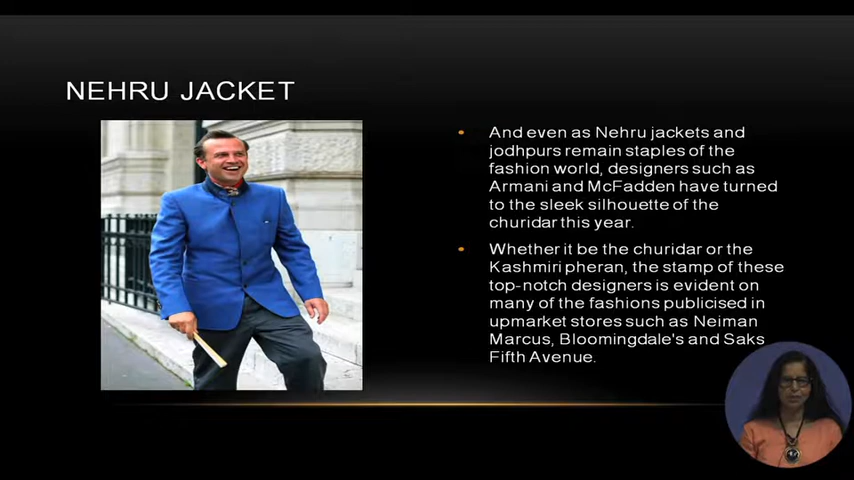 NEHRU JACKET
And even as Nehru jackets and
jodhpurs remain staples of the
fashion world, designers such as
Armani and McFadden have turned
to the sleek silhouette of the
churidar this year.
Whether it be the churidar or the
Kashmiri pheran, the stamp of these
top-notch designers is evident on
many of the fashions publicised in
upmarket stores such as Neiman
Marcus, Bloomingdale's and Saks
Fifth Avenue.